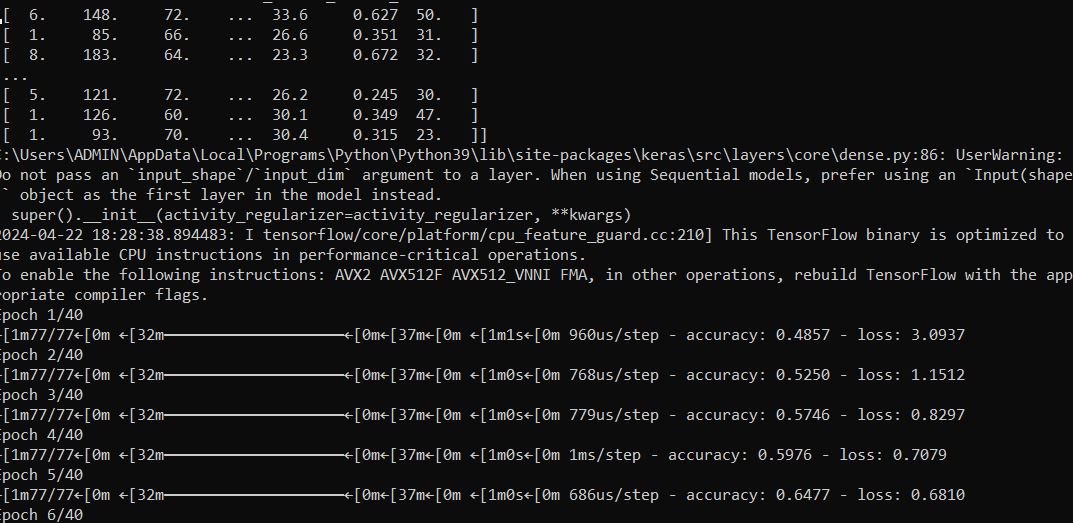 [  6.    148.     72.    ...  33.6     0.627  50.   ]
[  1.     85.     66.    ...  26.6     0.351  31.   ]
[  8.    183.     64.    ...  23.3     0.672  32.   ]
...
[  5.    121.     72.    ...  26.2     0.245  30.   ]
[  1.    126.     60.    ...  30.1     0.349  47.   ]
[  1.     93.     70.    ...  30.4     0.315  23.   ]]
C:\Users\ADMIN\AppData\Local\Programs\Python\Python39\lib\site-packages\keras\src\layers\core\dense.py:86: UserWarning:
Do not pass an `input_shape`/`input_dim` argument to a layer. When using Sequential models, prefer using an `Input(shape
)` object as the first layer in the model instead.
  super().__init__(activity_regularizer=activity_regularizer, **kwargs)
2024-04-22 18:28:38.894483: I tensorflow/core/platform/cpu_feature_guard.cc:210] This TensorFlow binary is optimized to
use available CPU instructions in performance-critical operations.
To enable the following instructions: AVX2 AVX512F AVX512_VNNI FMA, in other operations, rebuild TensorFlow with the app
ropriate compiler flags.
Epoch 1/40
←[1m77/77←[0m ←[32m━━━━━━━━━━━━━━━━━━━━←[0m←[37m←[0m ←[1m1s←[0m 960us/step - accuracy: 0.4857 - loss: 3.0937
Epoch 2/40
←[1m77/77←[0m ←[32m━━━━━━━━━━━━━━━━━━━━←[0m←[37m←[0m ←[1m0s←[0m 768us/step - accuracy: 0.5250 - loss: 1.1512
Epoch 3/40
←[1m77/77←[0m ←[32m━━━━━━━━━━━━━━━━━━━━←[0m←[37m←[0m ←[1m0s←[0m 779us/step - accuracy: 0.5746 - loss: 0.8297
Epoch 4/40
←[1m77/77←[0m ←[32m━━━━━━━━━━━━━━━━━━━━←[0m←[37m←[0m ←[1m0s←[0m 1ms/step - accuracy: 0.5976 - loss: 0.7079
Epoch 5/40
←[1m77/77←[0m ←[32m━━━━━━━━━━━━━━━━━━━━←[0m←[37m←[0m ←[1m0s←[0m 686us/step - accuracy: 0.6477 - loss: 0.6810
Epoch 6/40